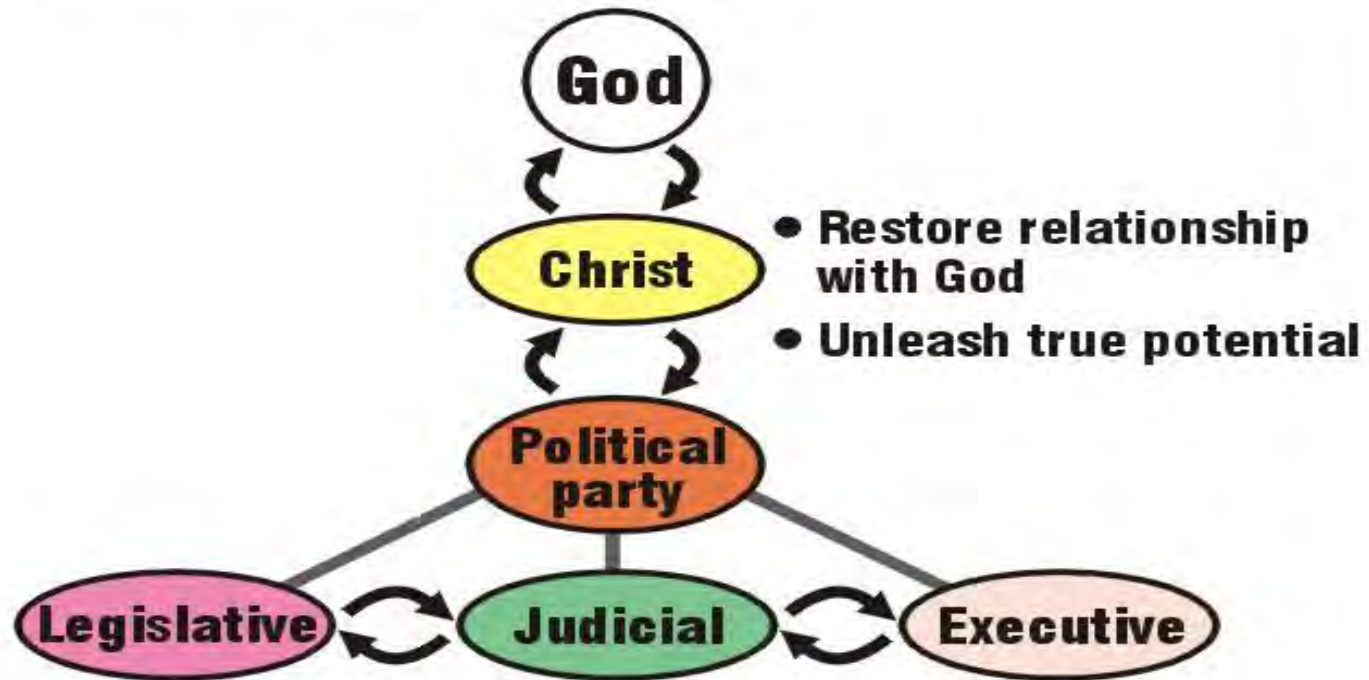 God
Christ
• Restore relationship
with God
• Unleash true potential
Political
party
Legislative
Judicial
Executive